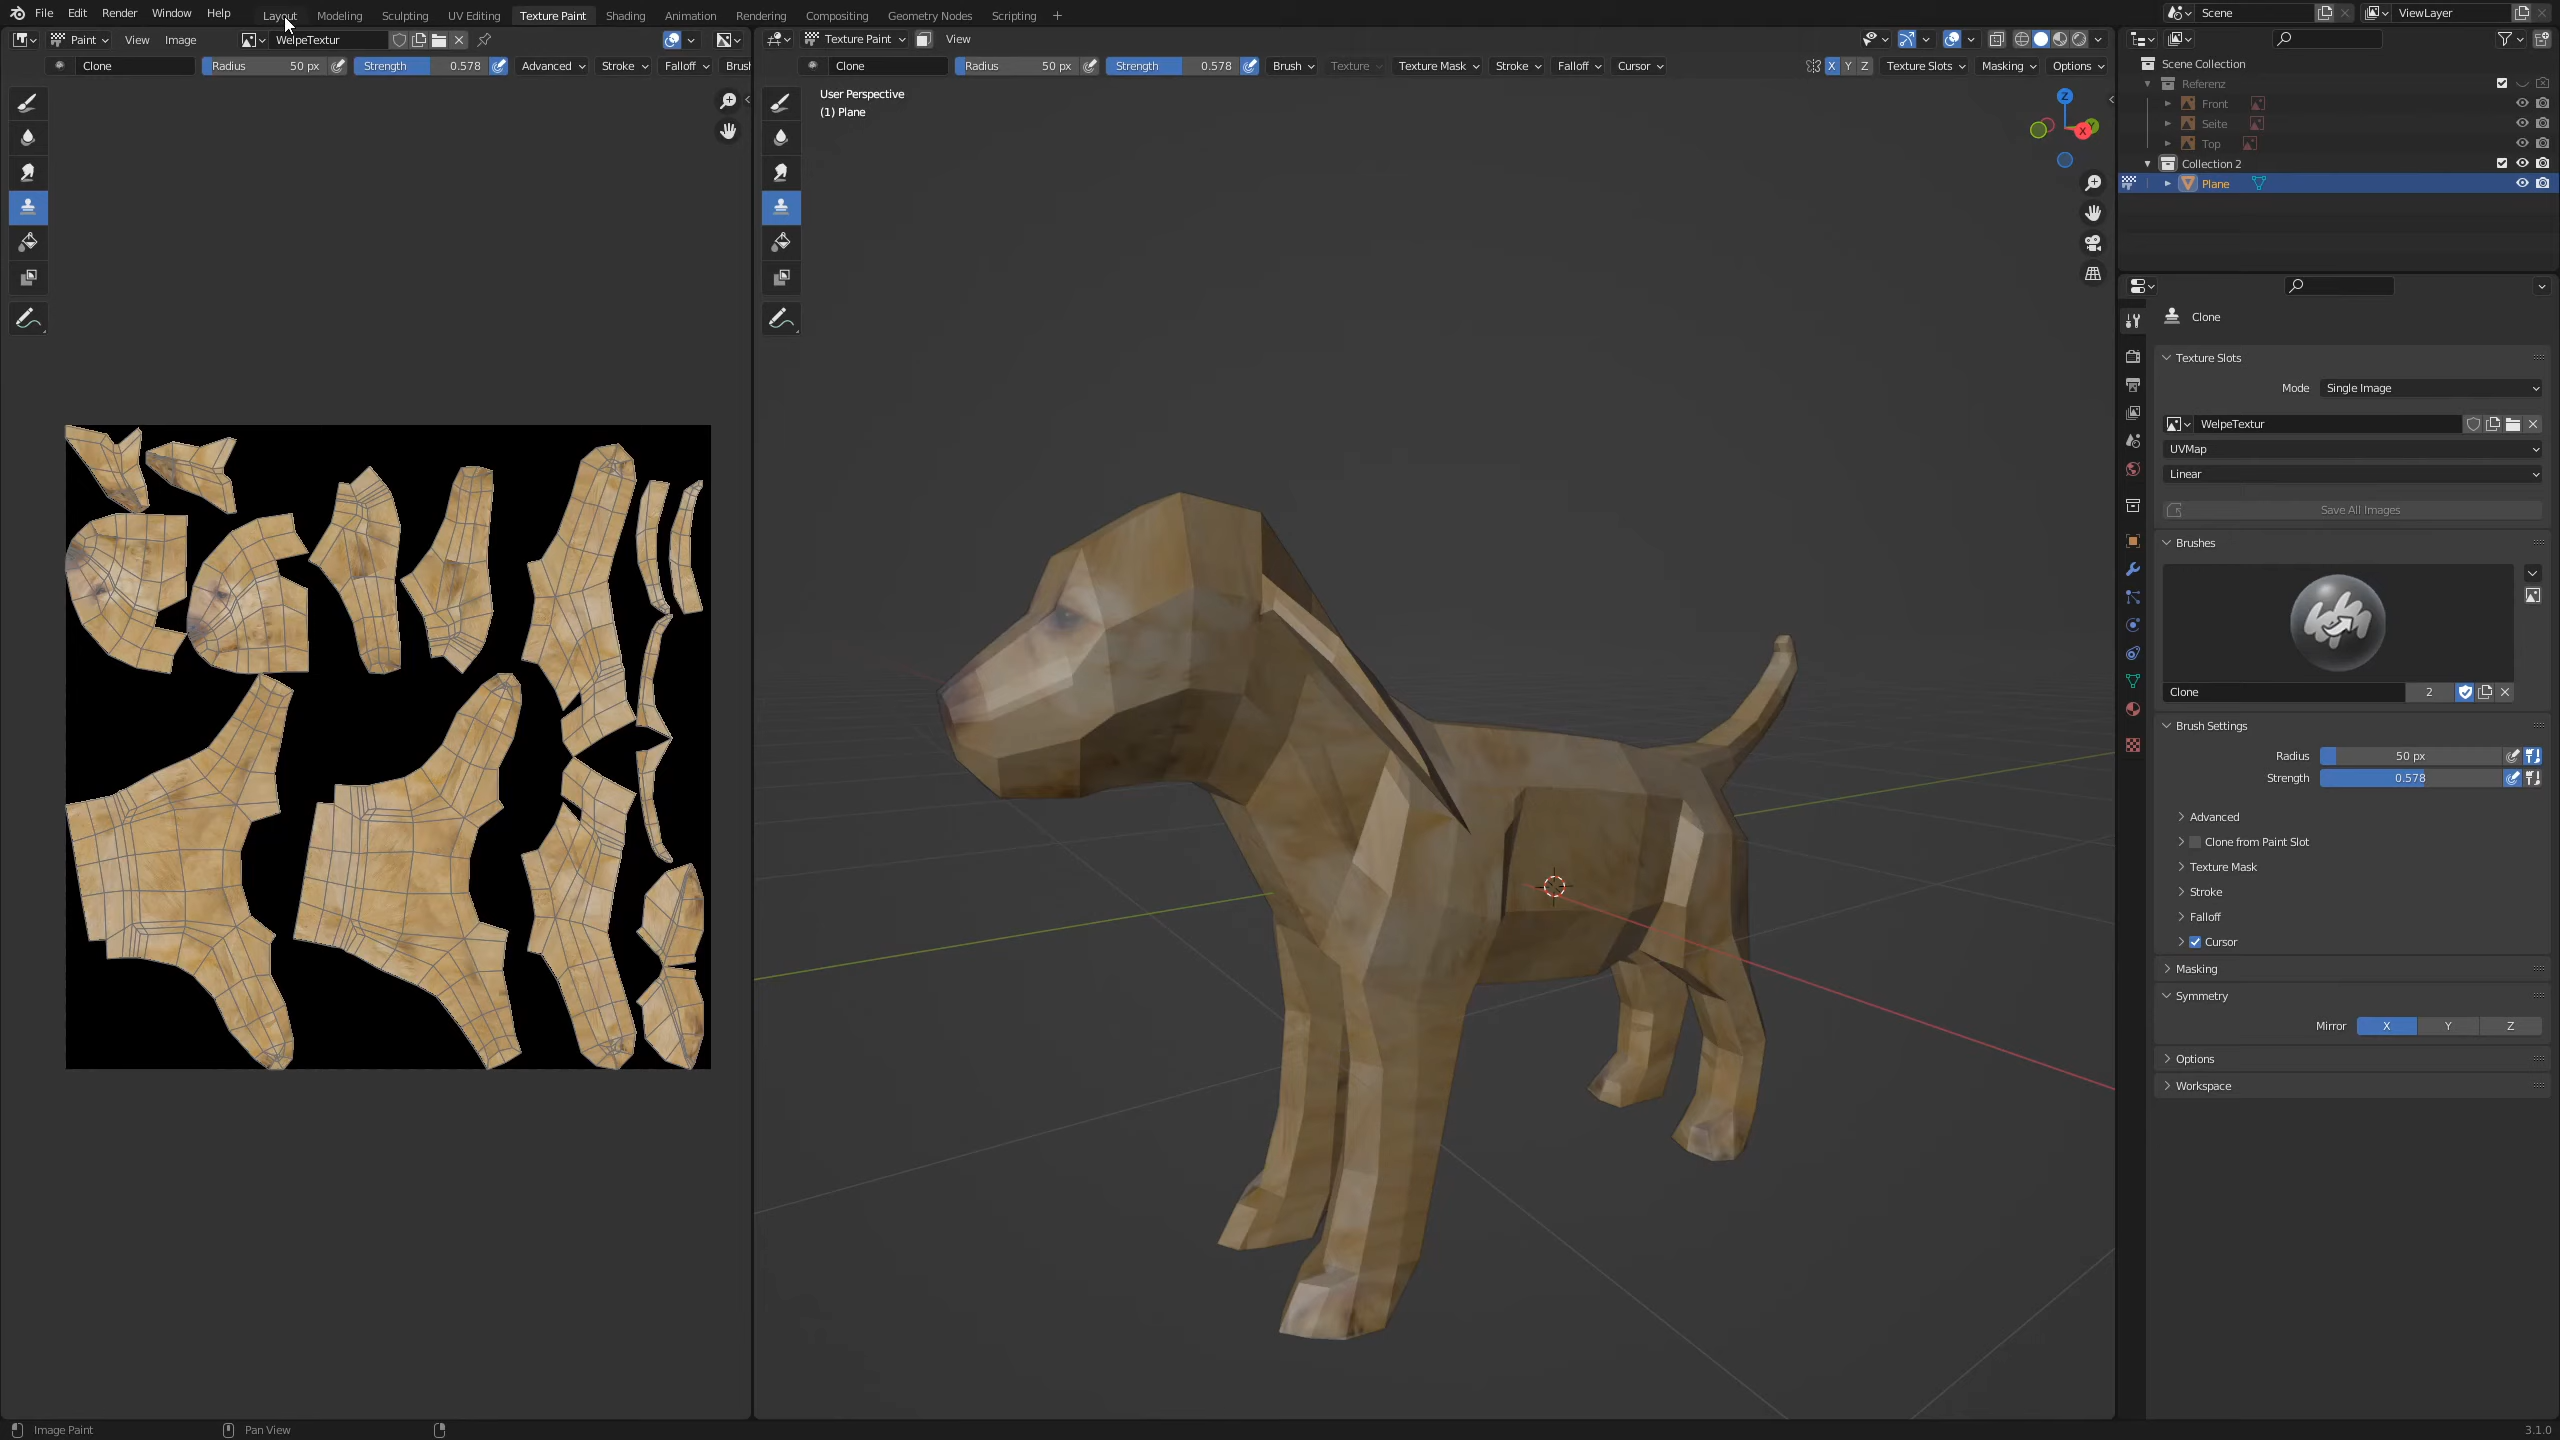 File Edit Render Window Help Layout Modeling Sculpting UV Editing Texture Paint Shading Animation Rendering Compositing Geometry Nodes Scripting + Scene ViewLayer
Paint View Image WelpeTextur Texture Paint View
Clone Radius 50 px Strength 0.578 Advanced Stroke Falloff Brush
Clone Radius 50 px Strength 0.578 Brush Texture Texture Mask Stroke Falloff Cursor X Y Z Texture Slots Masking Options
User Perspective
(1) Plane
Z
Y
X
Scene Collection
Referenz
Front
Seite
Top
Collection 2
Plane
Clone
Texture Slots
Mode Single Image
WelpeTextur
UVMap
Linear
Save All Images
Brushes
Clone 2
Brush Settings
Radius 50 px
Strength 0.578
Advanced
Clone from Paint Slot
Texture Mask
Stroke
Falloff
Cursor
Masking
Symmetry
Mirror X Y Z
Options
Workspace
Image Paint Pan View 3.1.0